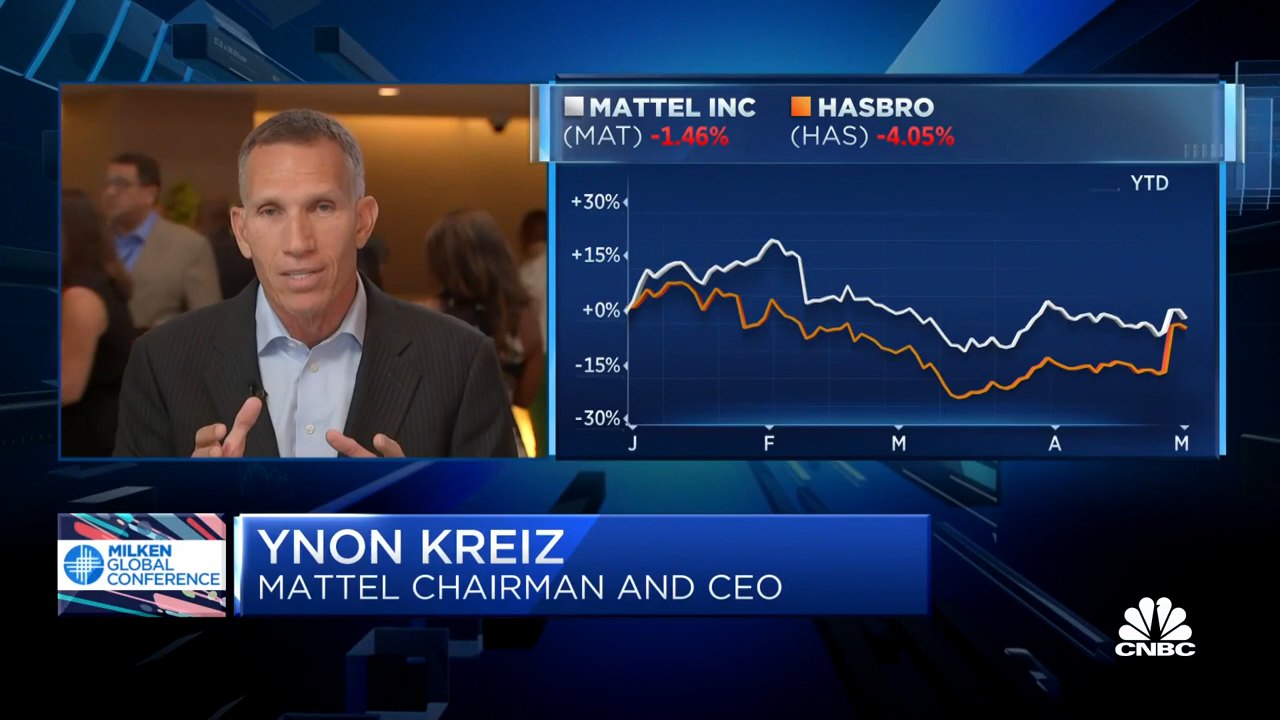 MATTEL INC
(MAT) -1.46%
HASBRO
(HAS) -4.05%
YTD
+30%
+15%
+0%
-15%
-30%
J F M A M
MILKEN
GLOBAL
CONFERENCE
YNON KREIZ
MATTEL CHAIRMAN AND CEO
CNBC